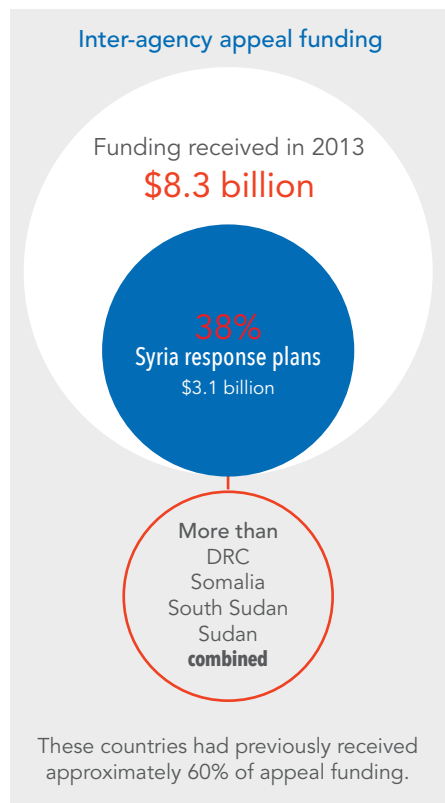 Inter-agency appeal funding
Funding received in 2013
$8.3 billion
38%
Syria response plans
$3.1 billion
More than
DRC
Somalia
South Sudan
Sudan
combined
These countries had previously received
approximately 60% of appeal funding.